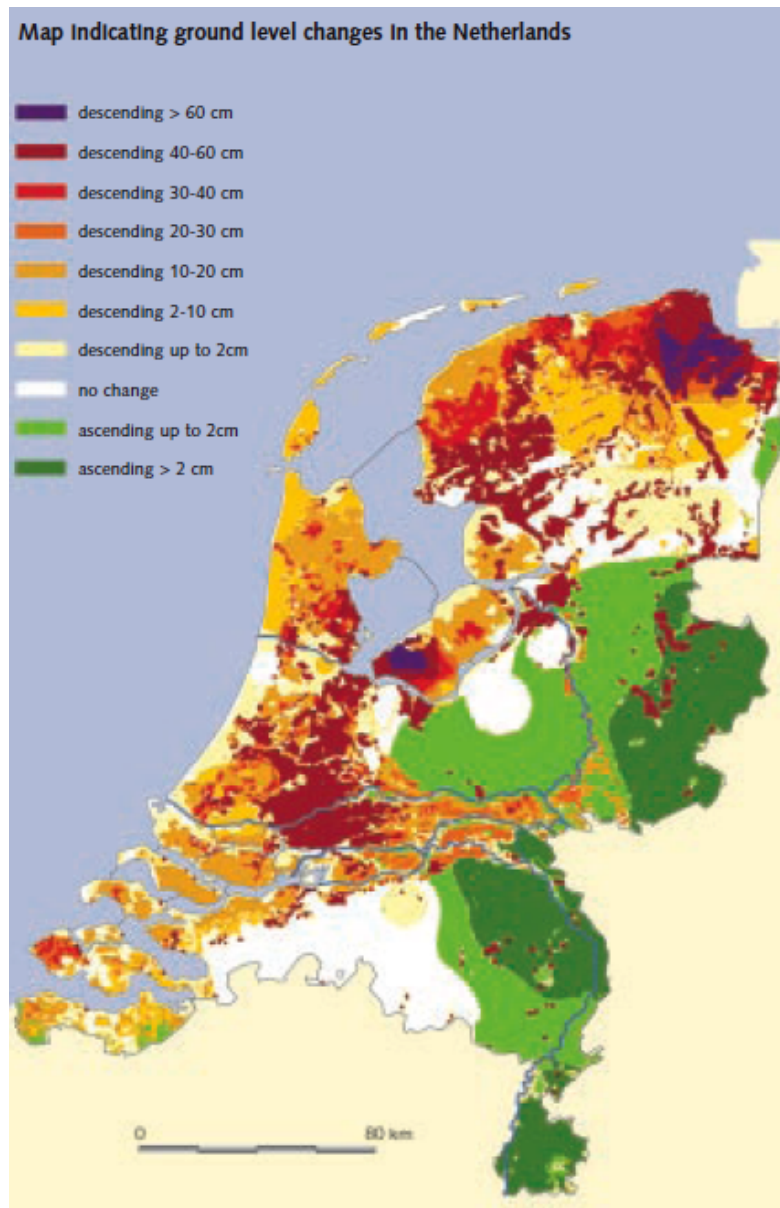 Map indicating ground level changes in the Netherlands
descending > 60 cm
descending 40-60 cm
descending 30-40 cm
descending 20-30 cm
descending 10-20 cm
descending 2-10 cm
descending up to 2cm
no change
ascending up to 2cm
ascending > 2 cm
0 80 km